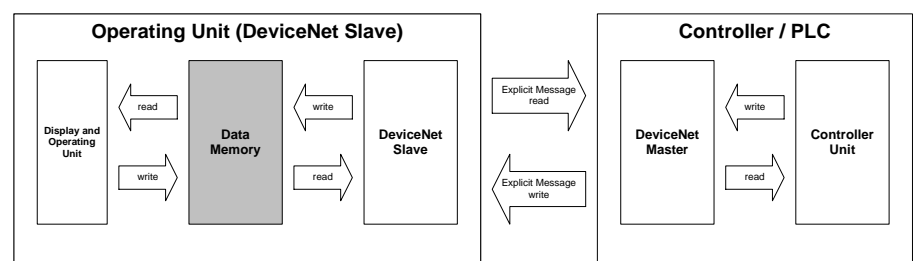 Operating Unit (DeviceNet Slave)
Display and
Operating
Unit
read
write
Data
Memory
write
read
DeviceNet
Slave
Explicit Message
read
Explicit Message
write
Controller / PLC
DeviceNet
Master
write
read
Controller
Unit